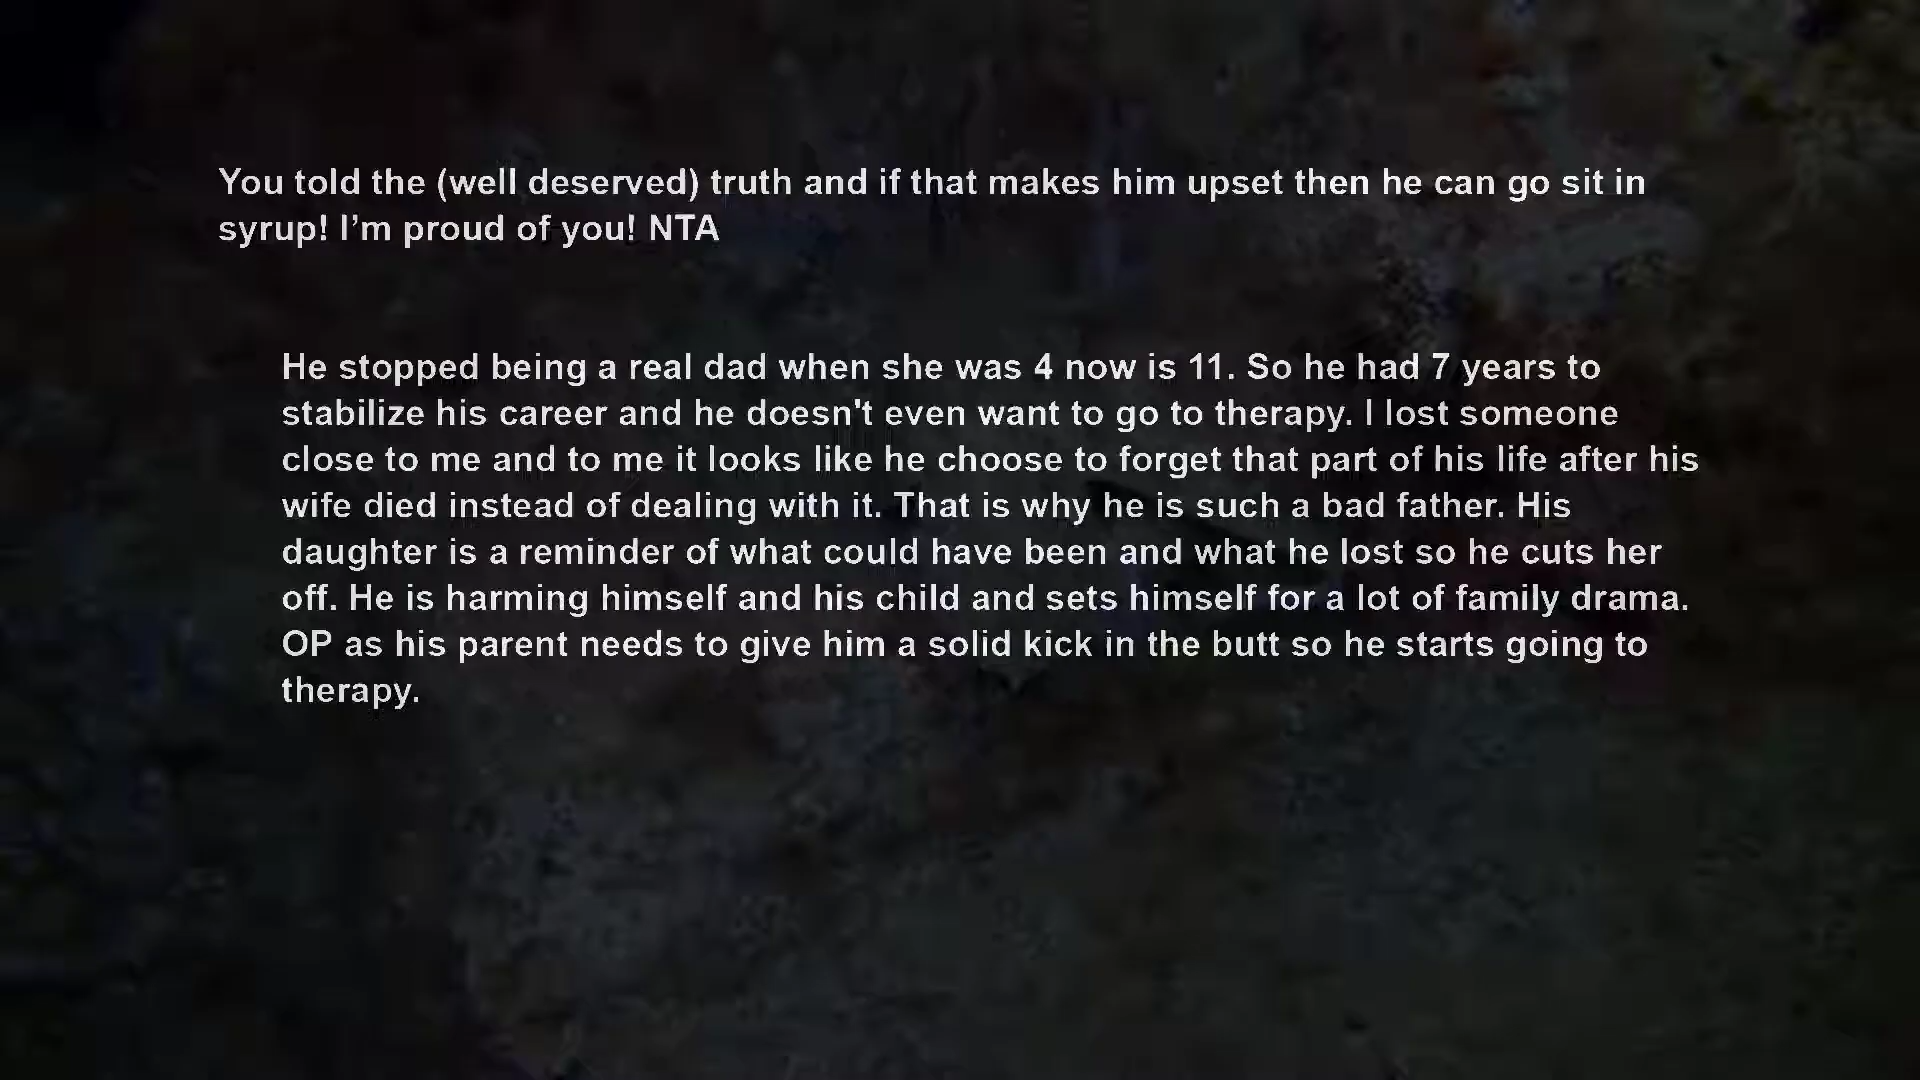 You told the (well deserved) truth and if that makes him upset then he can go sit in
syrup! I’m proud of you! NTA
He stopped being a real dad when she was 4 now is 11. So he had 7 years to
stabilize his career and he doesn't even want to go to therapy. I lost someone
close to me and to me it looks like he choose to forget that part of his life after his
wife died instead of dealing with it. That is why he is such a bad father. His
daughter is a reminder of what could have been and what he lost so he cuts her
off. He is harming himself and his child and sets himself for a lot of family drama.
OP as his parent needs to give him a solid kick in the butt so he starts going to
therapy.